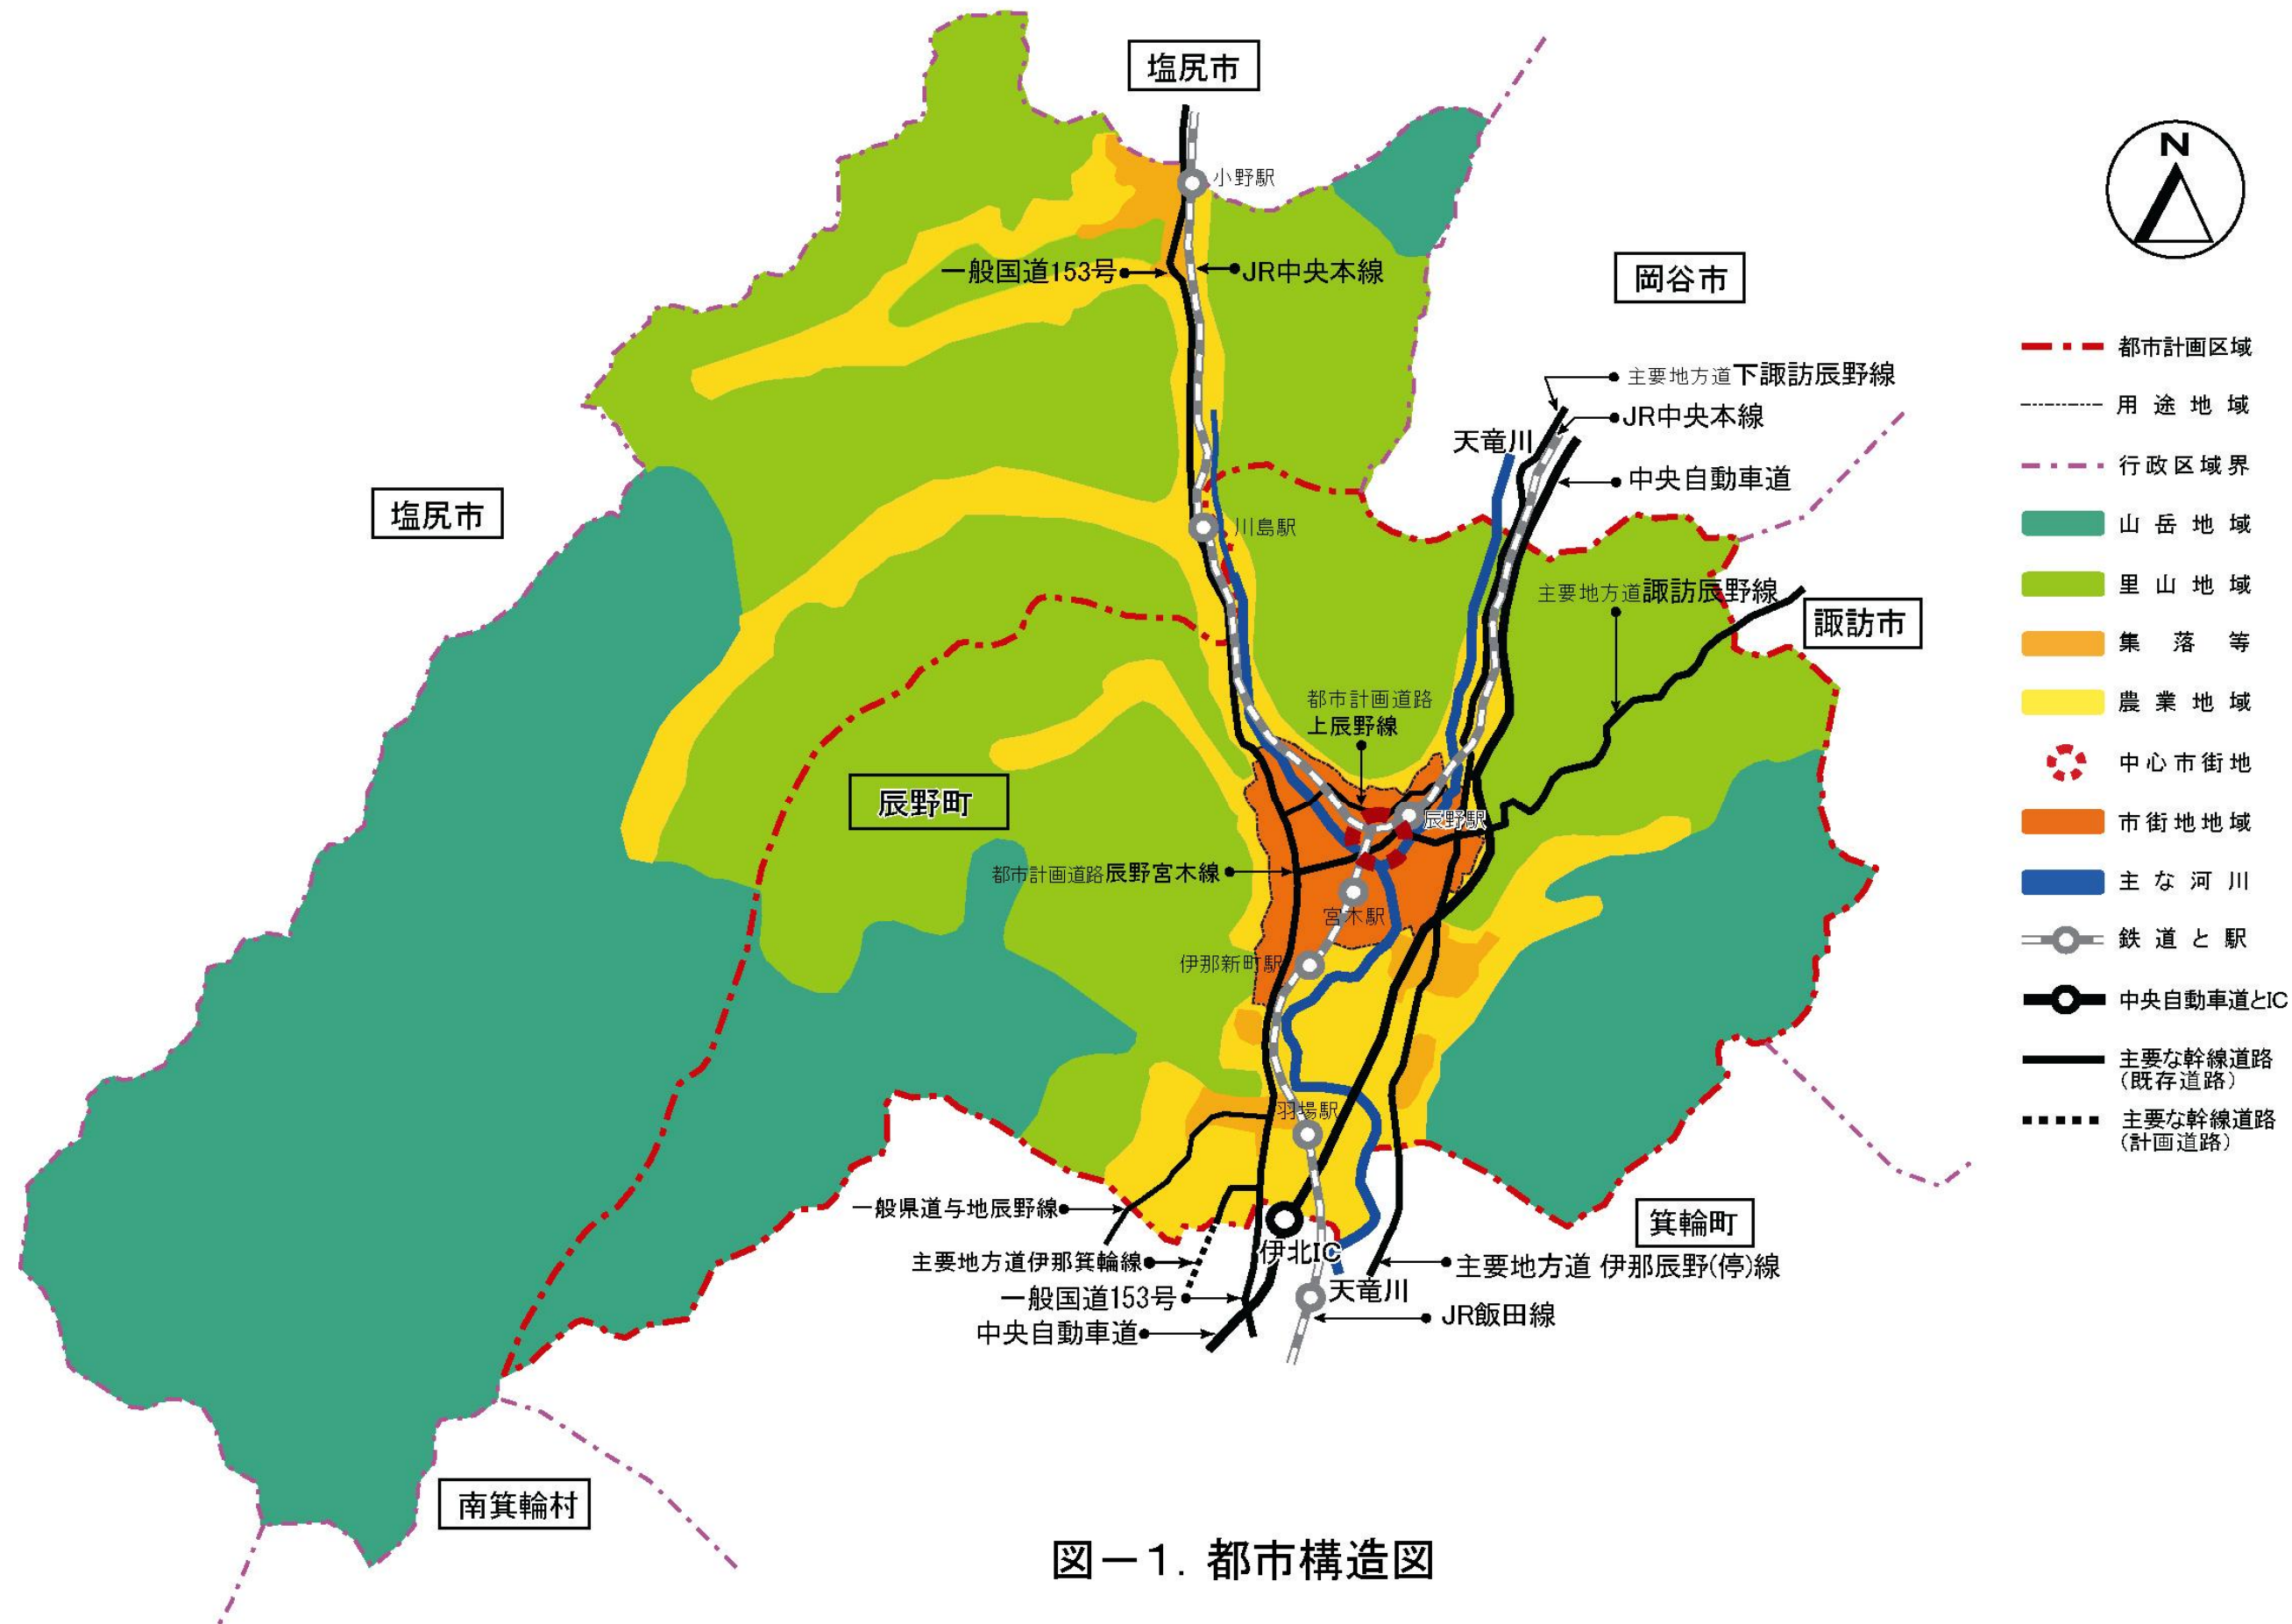 塩尻市
小野駅
一般国道153号
JR中央本線
岡谷市
主要地方道下諏訪辰野線
JR中央本線
天竜川
中央自動車道
塩尻市
川島駅
主要地方道諏訪辰野線
諏訪市
都市計画道路
上辰野線
辰野町
辰野駅
都市計画道路辰野宮木線
宮木駅
伊那新町駅
羽場駅
一般県道与地辰野線
箕輪町
主要地方道伊那箕輪線
伊北IC
主要地方道 伊那辰野(停)線
一般国道153号
天竜川
中央自動車道
JR飯田線
南箕輪村
N
都市計画区域
用途地域
行政区域界
山岳地域
里山地域
集落等
農業地域
中心市街地
市街地地域
主な河川
鉄道と駅
中央自動車道とIC
主要な幹線道路
(既存道路)
主要な幹線道路
(計画道路)
図－1. 都市構造図